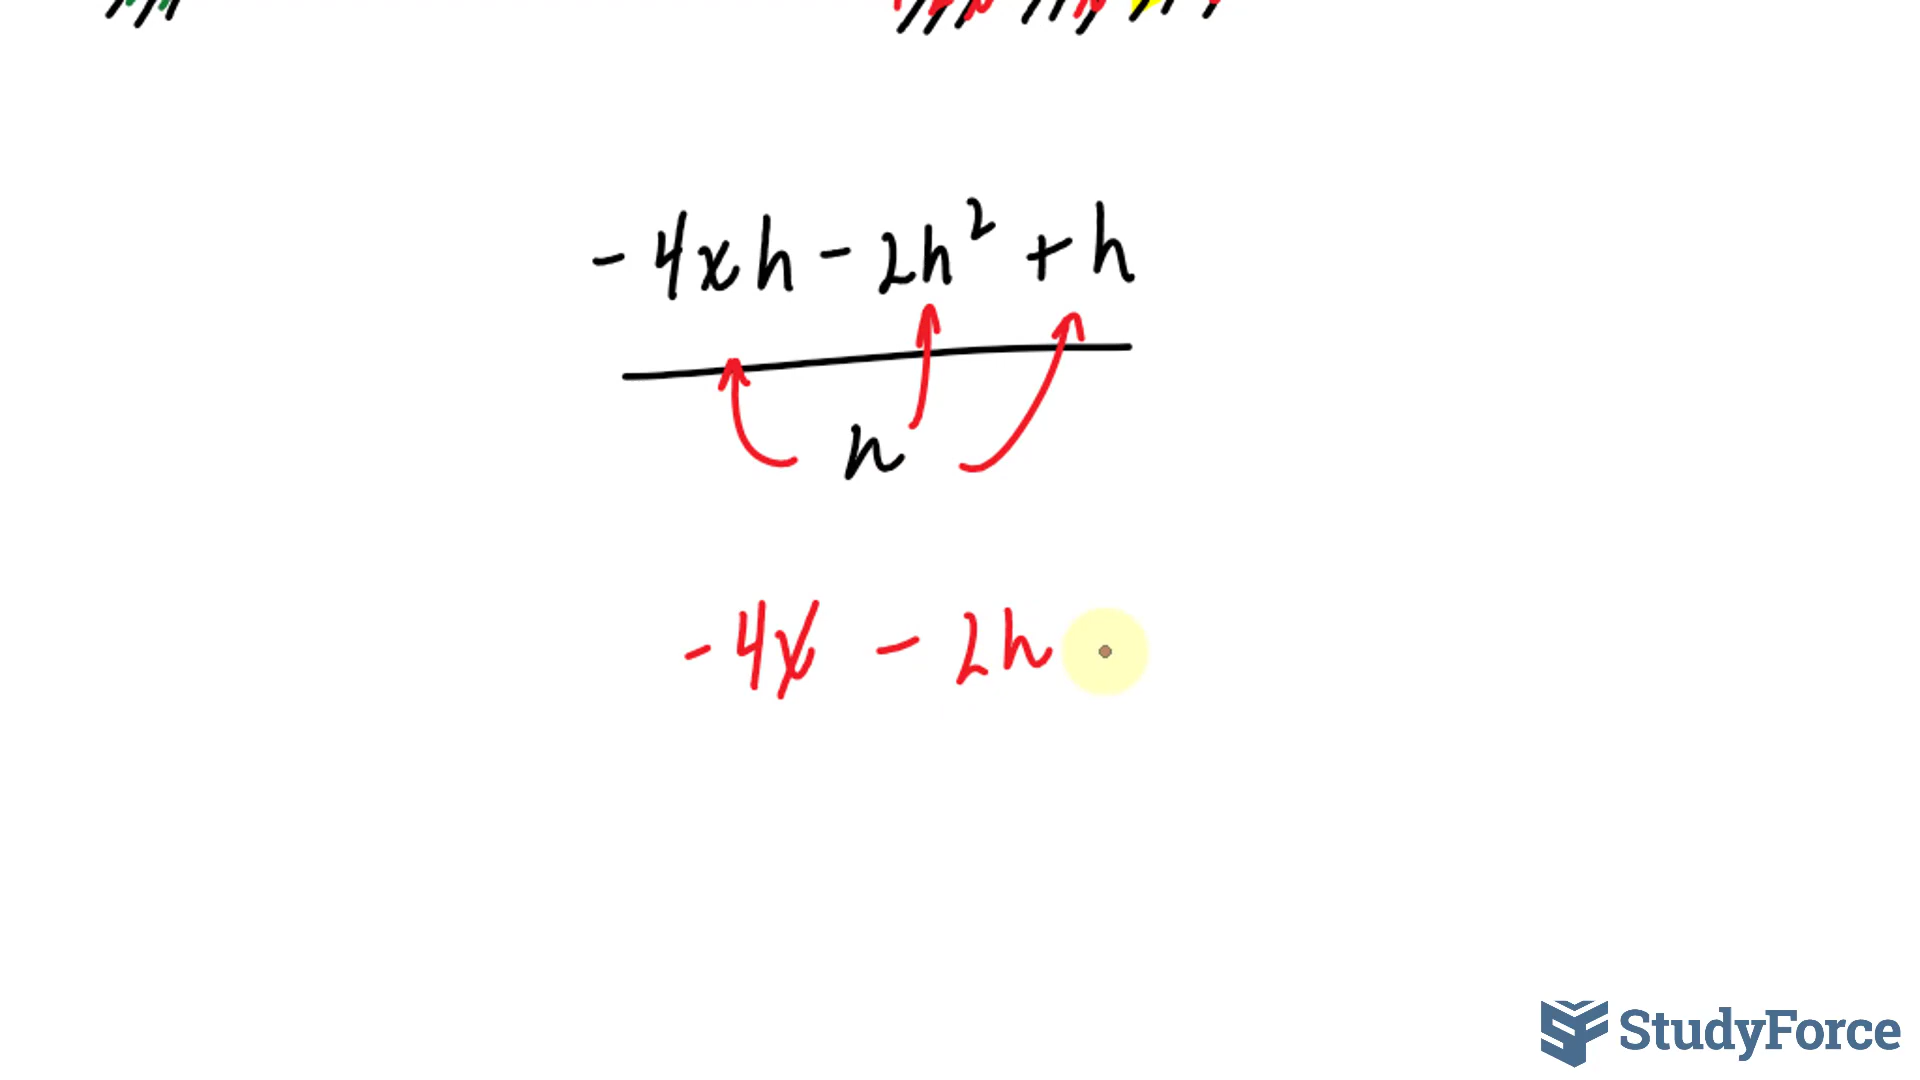 -4xh - 2h² + h
h
-4x - 2h
StudyForce